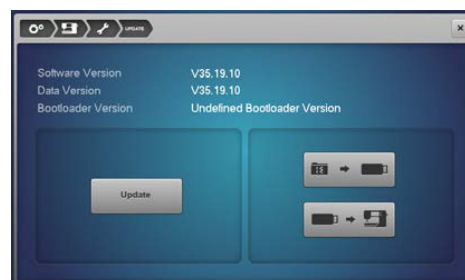 UPDATE
Software Version V35.19.10
Data Version V35.19.10
Bootloader Version Undefined Bootloader Version
Update